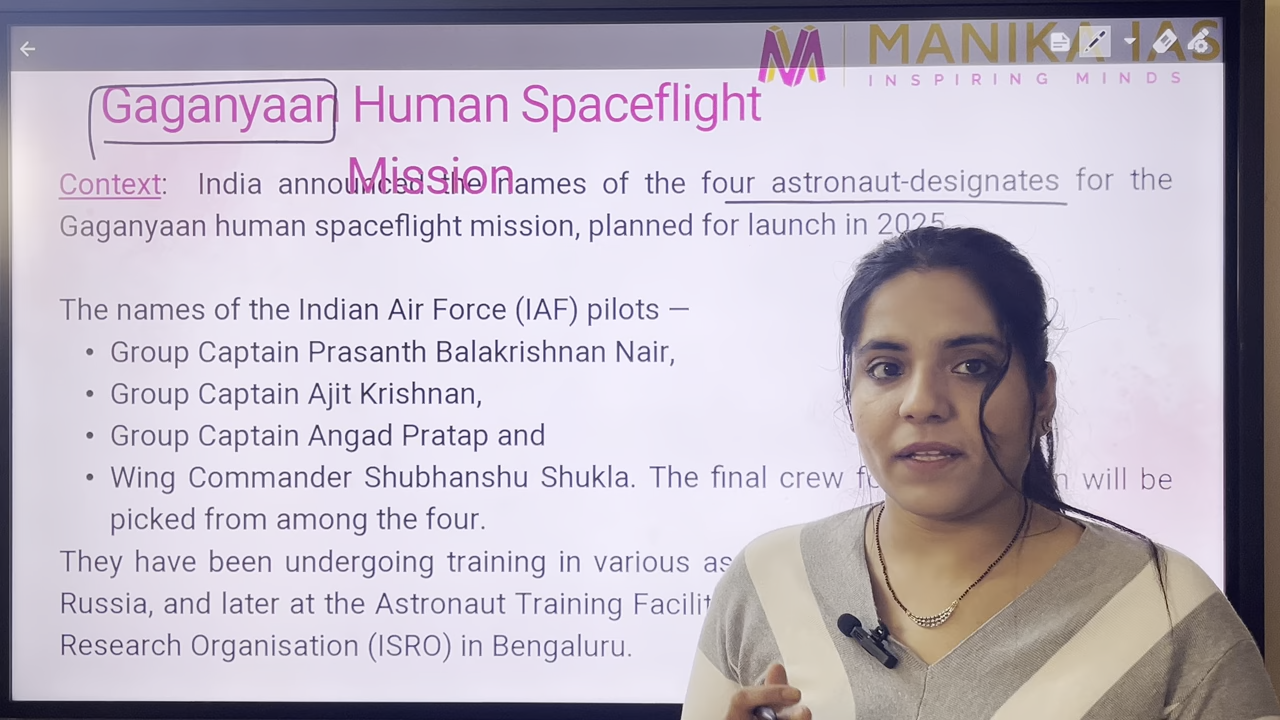 MANIKA IAS
INSPIRING MINDS
Gaganyaan Human Spaceflight
Mission
Context: India announced the names of the four astronaut-designates for the
Gaganyaan human spaceflight mission, planned for launch in 2025
The names of the Indian Air Force (IAF) pilots —
• Group Captain Prasanth Balakrishnan Nair,
• Group Captain Ajit Krishnan,
• Group Captain Angad Pratap and
• Wing Commander Shubhanshu Shukla. The final crew will be
picked from among the four.
They have been undergoing training in various
Russia, and later at the Astronaut Training
Research Organisation (ISRO) in Bengaluru.